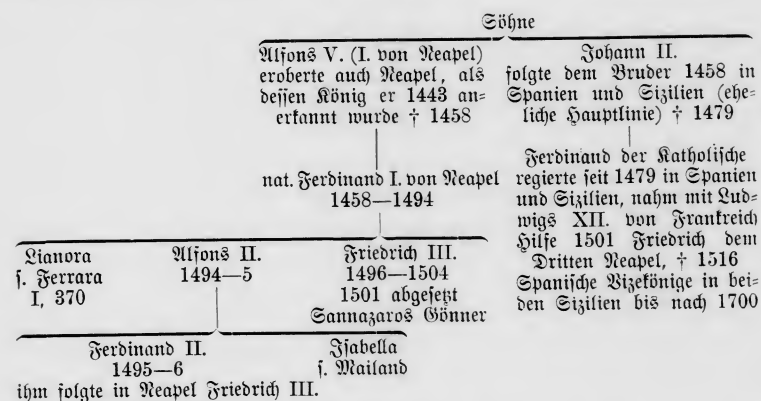 Söhne
Alfons V. (I. von Neapel)
eroberte auch Neapel, als
dessen König er 1443 an=
erkannt wurde † 1458
Johann II.
folgte dem Bruder 1458 in
Spanien und Sizilien (ehe=
liche Hauptlinie) † 1479
nat. Ferdinand I. von Neapel
1458—1494
Ferdinand der Katholische
regierte seit 1479 in Spanien
und Sizilien, nahm mit Lud=
wigs XII. von Frankreich
Hilfe 1501 Friedrich dem
Dritten Neapel, † 1516
Spanische Vizekönige in bei=
den Sizilien bis nach 1700
Lianora
s. Ferrara
I, 370
Alfons II.
1494—5
Friedrich III.
1496—1504
1501 abgesetzt
Sannazaros Gönner
Ferdinand II.
1495—6
ihm folgte in Neapel Friedrich III.
Isabella
s. Mailand